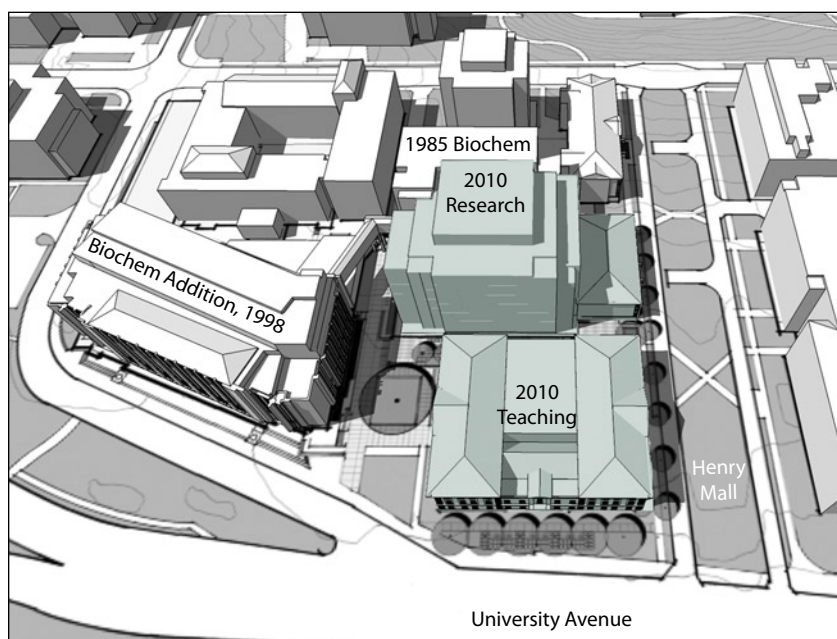 1985 Biochem
2010
Research
Biochem Addition, 1998
2010
Teaching
Henry
Mall
University Avenue